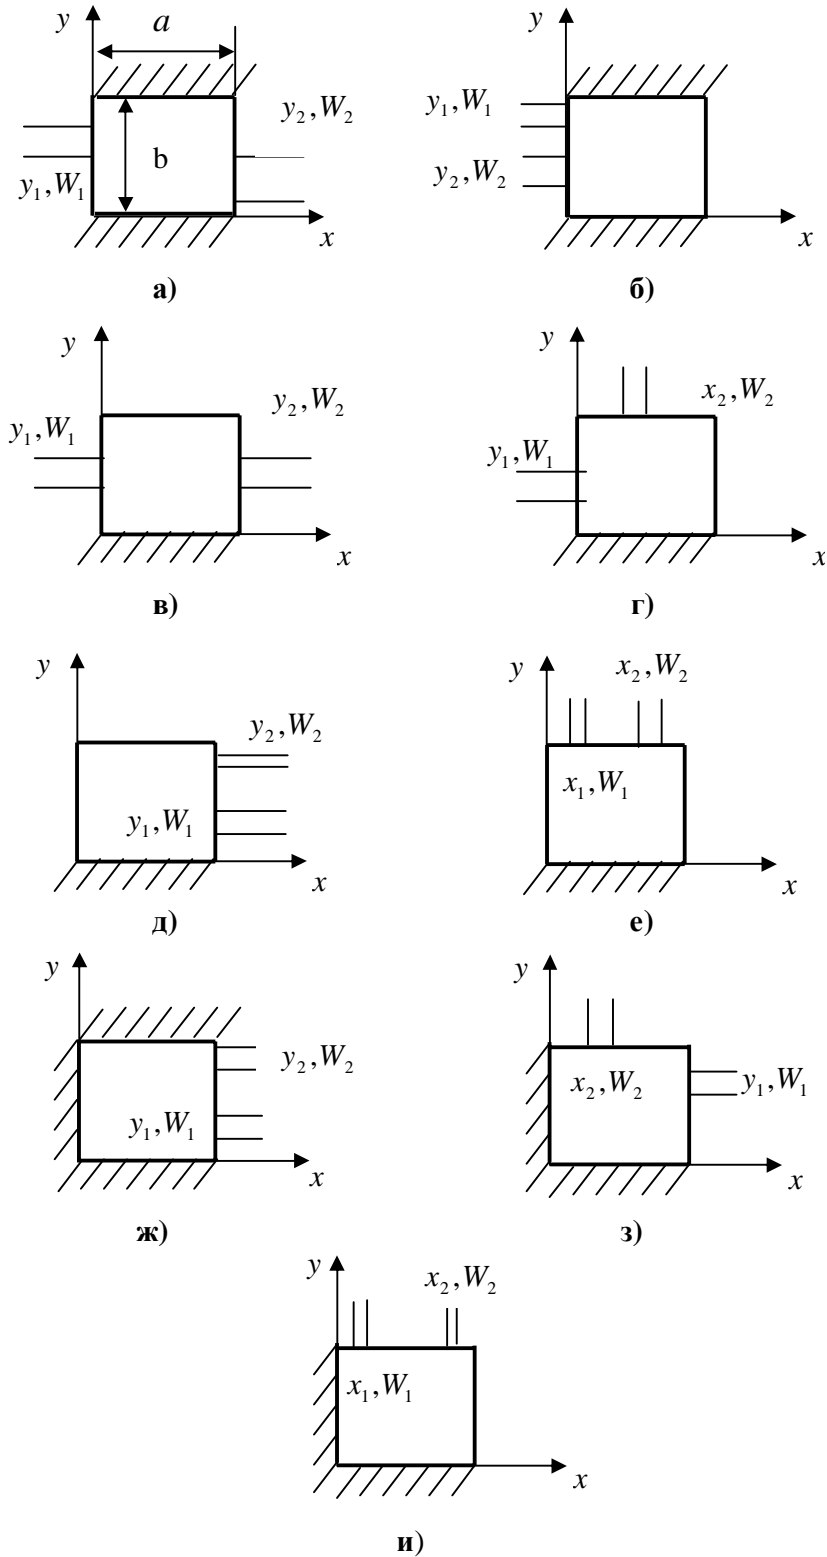 y a y
y₁,W₁ b y₂,W₂ y₁,W₁
y₂,W₂
x x
а) б)
y y
y₁,W₁ y₂,W₂ y₁,W₁ x₂,W₂
x x
в) г)
y y x₂,W₂
y₂,W₂
y₁,W₁ x₁,W₁
x x
д) е)
y y
y₂,W₂
y₁,W₁ x₂,W₂ y₁,W₁
x x
ж) з)
y x₂,W₂
x₁,W₁
x
и)